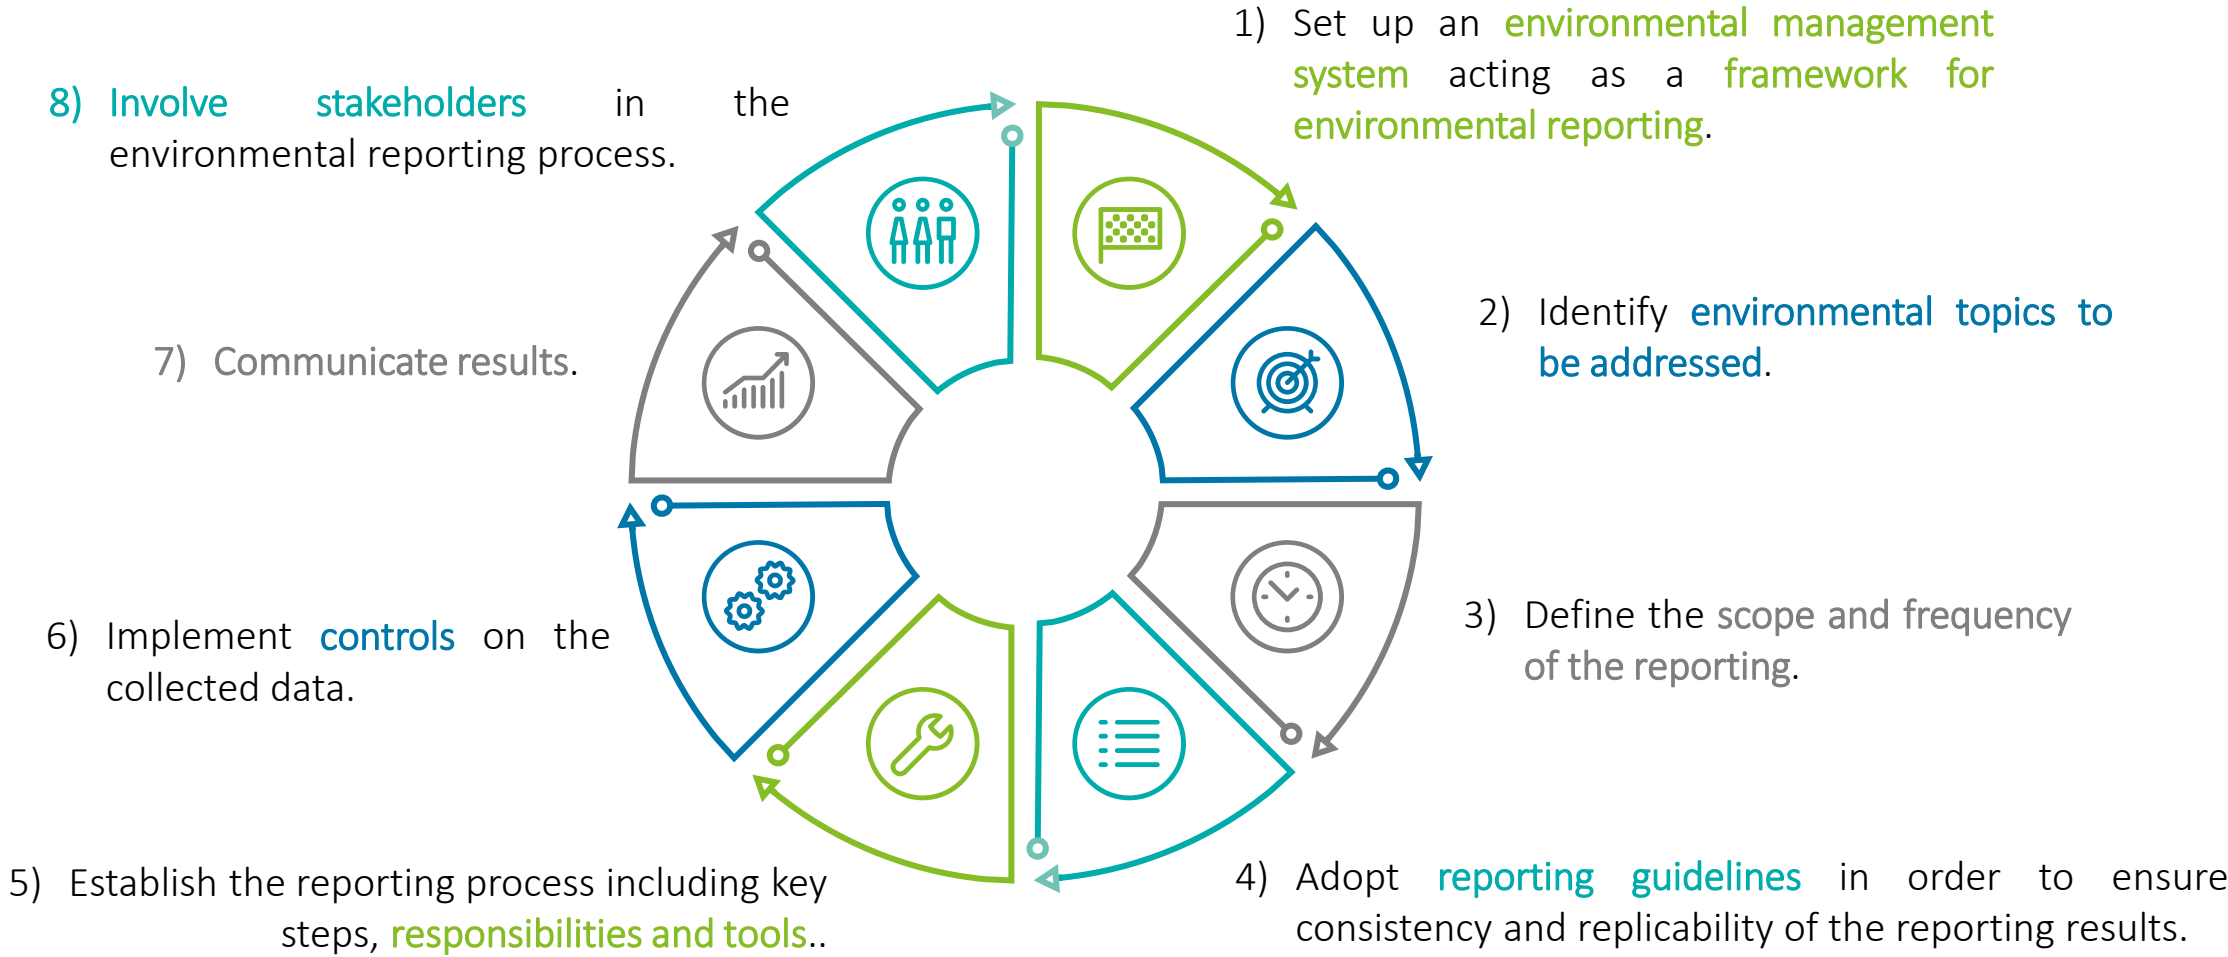 1) Set up an environmental management
system acting as a framework for
environmental reporting.
2) Identify environmental topics to
be addressed.
3) Define the scope and frequency
of the reporting.
4) Adopt reporting guidelines in order to ensure
consistency and replicability of the reporting results.
5) Establish the reporting process including key
steps, responsibilities and tools..
6) Implement controls on the
collected data.
7) Communicate results.
8) Involve stakeholders in the
environmental reporting process.